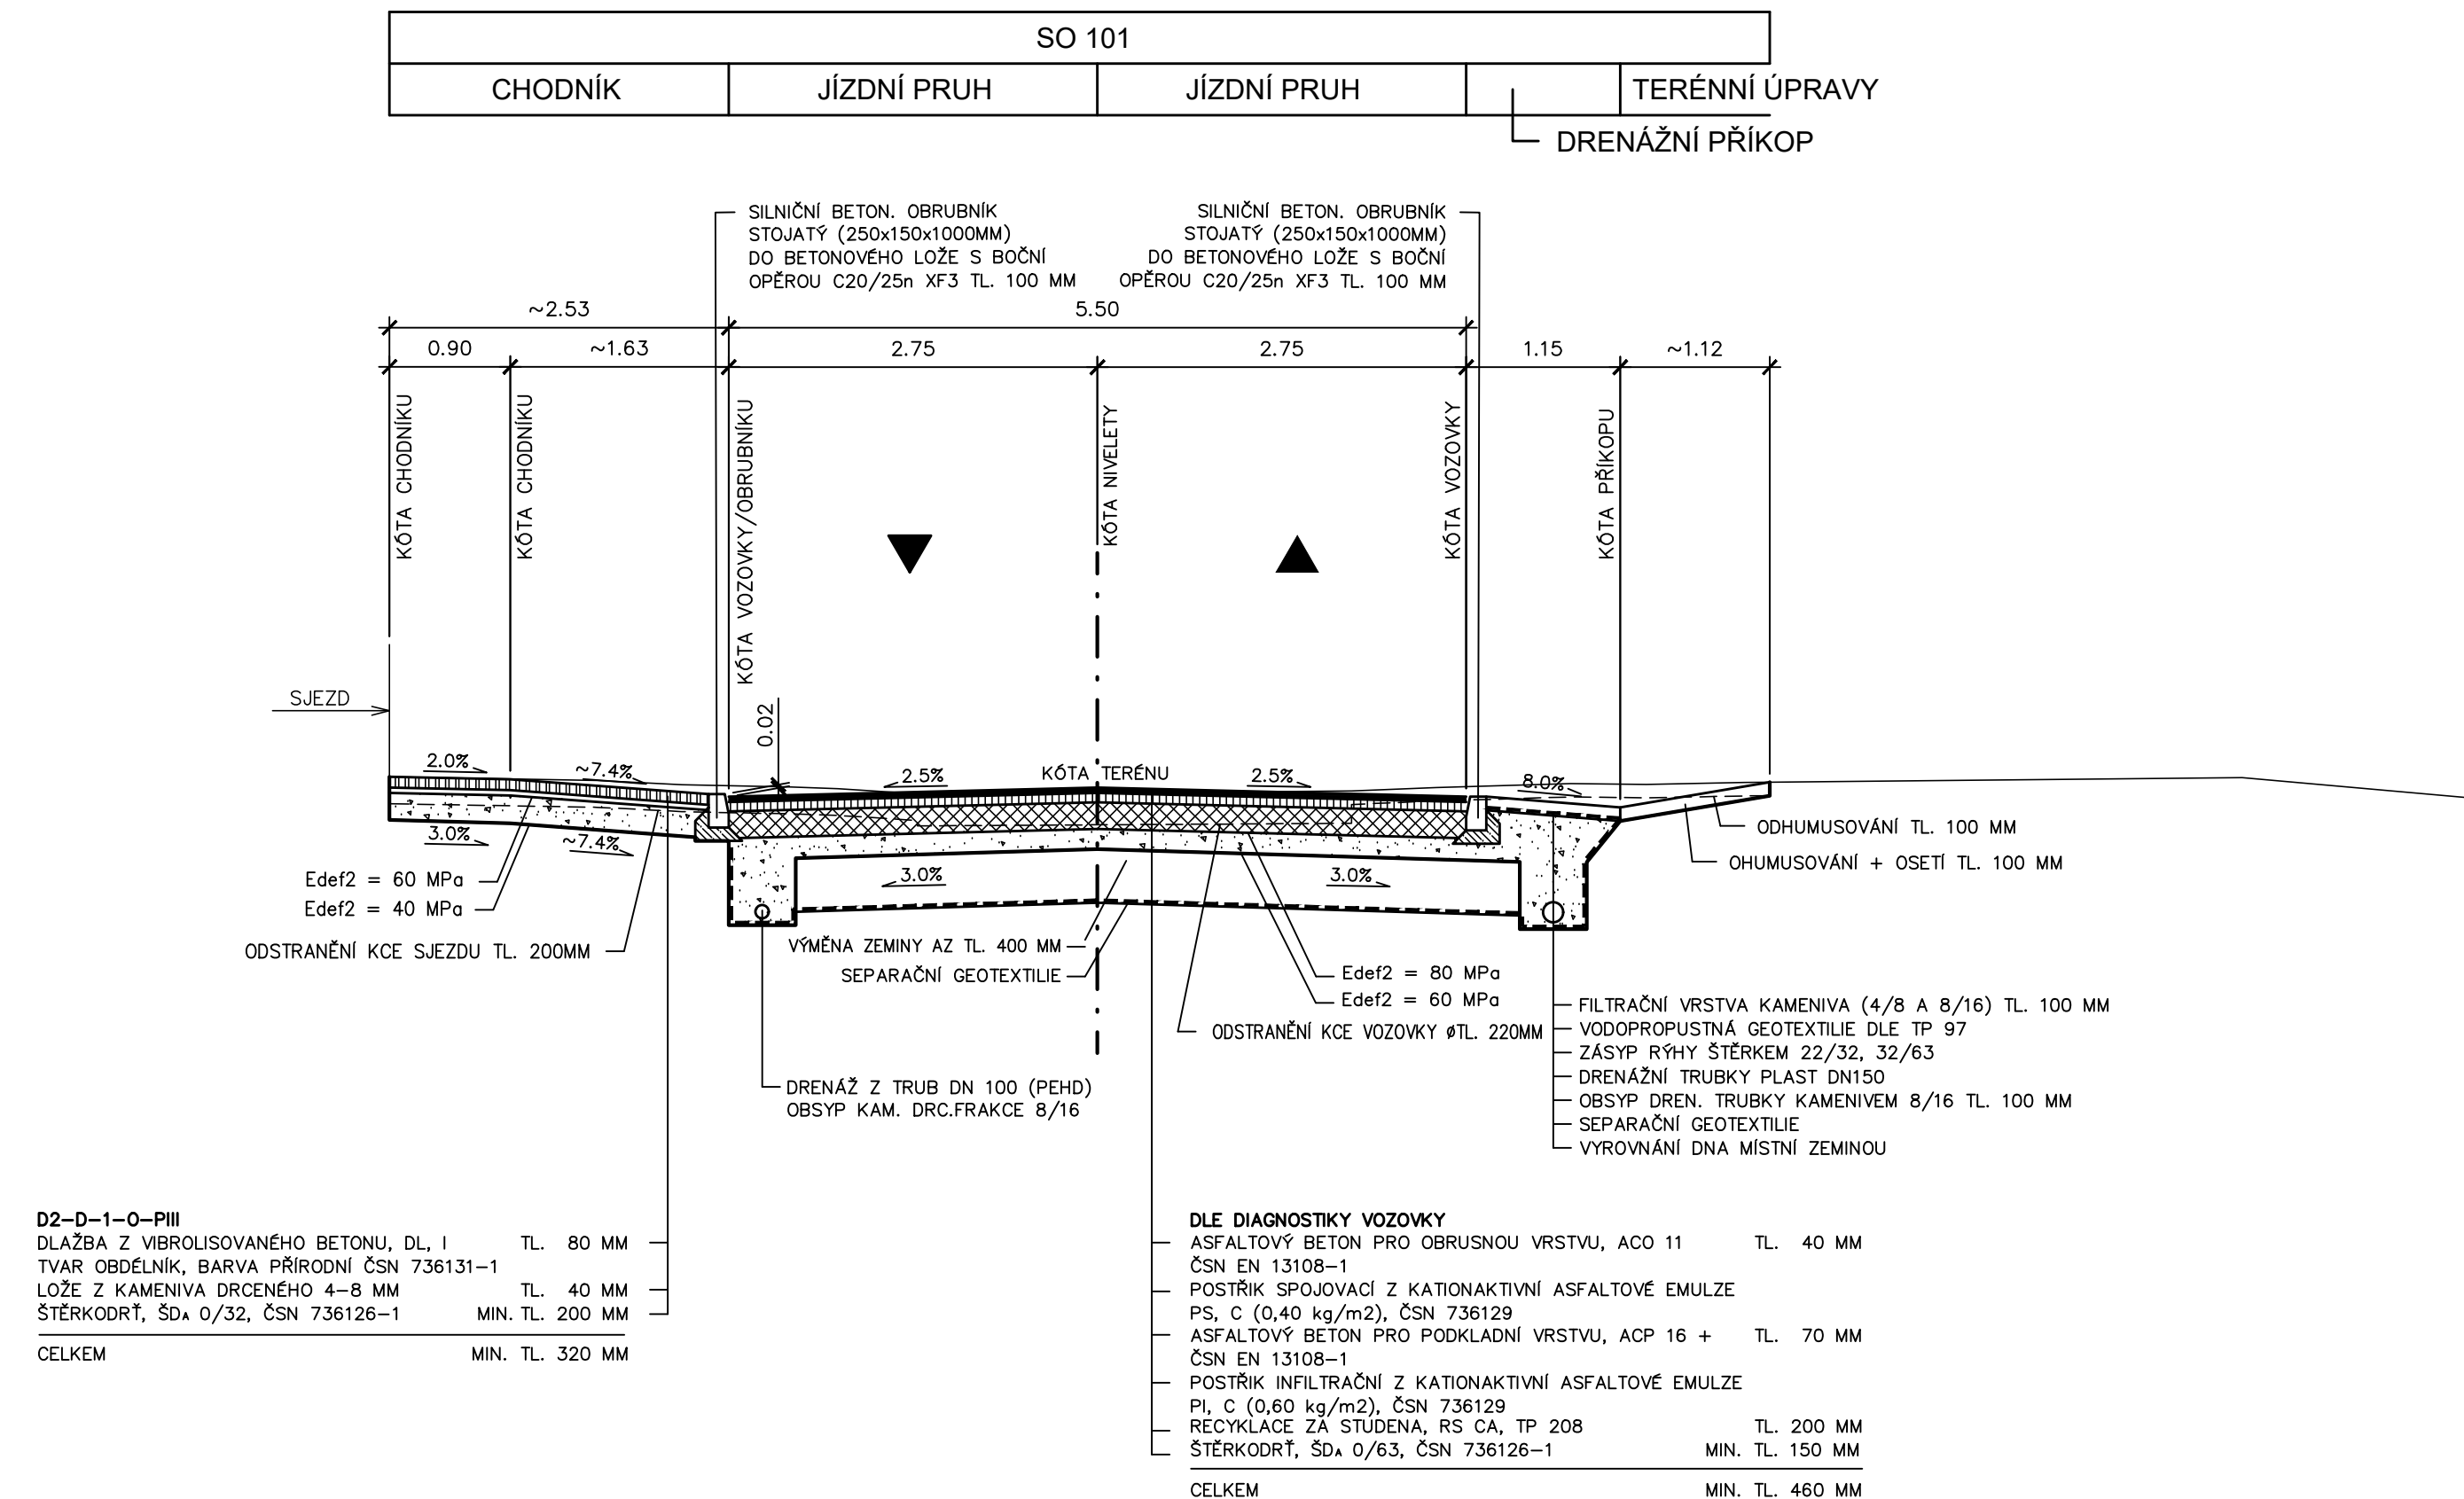 SO 101
CHODNÍK
JÍZDNÍ PRUH
JÍZDNÍ PRUH
TERÉNNÍ ÚPRAVY
DRENÁŽNÍ PŘÍKOP
SILNIČNÍ BETON. OBRUBNÍK
STOJATÝ (250x150x1000MM)
DO BETONOVÉHO LOŽE S BOČNÍ
OPĚROU C20/25n XF3 TL. 100 MM
SILNIČNÍ BETON. OBRUBNÍK
STOJATÝ (250x150x1000MM)
DO BETONOVÉHO LOŽE S BOČNÍ
OPĚROU C20/25n XF3 TL. 100 MM
~2.53
5.50
0.90
~1.63
2.75
2.75
1.15
~1.12
KÓTA CHODNÍKU
KÓTA CHODNÍKU
KÓTA VOZOVKY/OBRUBNÍKU
KÓTA NIVELETY
KÓTA VOZOVKY
KÓTA PŘÍKOPU
SJEZD
0.02
2.0%
~7.4%
2.5%
KÓTA TERÉNU
2.5%
8.0%
3.0%
~7.4%
3.0%
3.0%
ODHUMUSOVÁNÍ TL. 100 MM
OHUMUSOVÁNÍ + OSETÍ TL. 100 MM
Edef2 = 60 MPa
Edef2 = 40 MPa
ODSTRANĚNÍ KCE SJEZDU TL. 200MM
VÝMĚNA ZEMINY AZ TL. 400 MM
SEPARAČNÍ GEOTEXTILIE
Edef2 = 80 MPa
Edef2 = 60 MPa
ODSTRANĚNÍ KCE VOZOVKY øTL. 220MM
DRENÁŽ Z TRUB DN 100 (PEHD)
OBSYP KAM. DRC.FRAKCE 8/16
FILTRAČNÍ VRSTVA KAMENIVA (4/8 A 8/16) TL. 100 MM
VODOPROPUSTNÁ GEOTEXTILIE DLE TP 97
ZÁSYP RÝHY ŠTĚRKEM 22/32, 32/63
DRENÁŽNÍ TRUBKY PLAST DN150
OBSYP DREN. TRUBKY KAMENIVEM 8/16 TL. 100 MM
SEPARAČNÍ GEOTEXTILIE
VYROVNÁNÍ DNA MÍSTNÍ ZEMINOU
D2-D-1-O-PIII
DLAŽBA Z VIBROLISOVANÉHO BETONU, DL, I TL. 80 MM
TVAR OBDÉLNÍK, BARVA PŘÍRODNÍ ČSN 736131-1
LOŽE Z KAMENIVA DRCENÉHO 4-8 MM TL. 40 MM
ŠTĚRKODRŤ, ŠDA 0/32, ČSN 736126-1 MIN. TL. 200 MM
CELKEM MIN. TL. 320 MM
DLE DIAGNOSTIKY VOZOVKY
ASFALTOVÝ BETON PRO OBRUSNOU VRSTVU, ACO 11 TL. 40 MM
ČSN EN 13108-1
POSTŘIK SPOJOVACÍ Z KATIONAKTIVNÍ ASFALTOVÉ EMULZE
PS, C (0,40 kg/m2), ČSN 736129
ASFALTOVÝ BETON PRO PODKLADNÍ VRSTVU, ACP 16 + TL. 70 MM
ČSN EN 13108-1
POSTŘIK INFILTRAČNÍ Z KATIONAKTIVNÍ ASFALTOVÉ EMULZE
PI, C (0,60 kg/m2), ČSN 736129
RECYKLACE ZA STUDENA, RS CA, TP 208 TL. 200 MM
ŠTĚRKODRŤ, ŠDA 0/63, ČSN 736126-1 MIN. TL. 150 MM
CELKEM MIN. TL. 460 MM